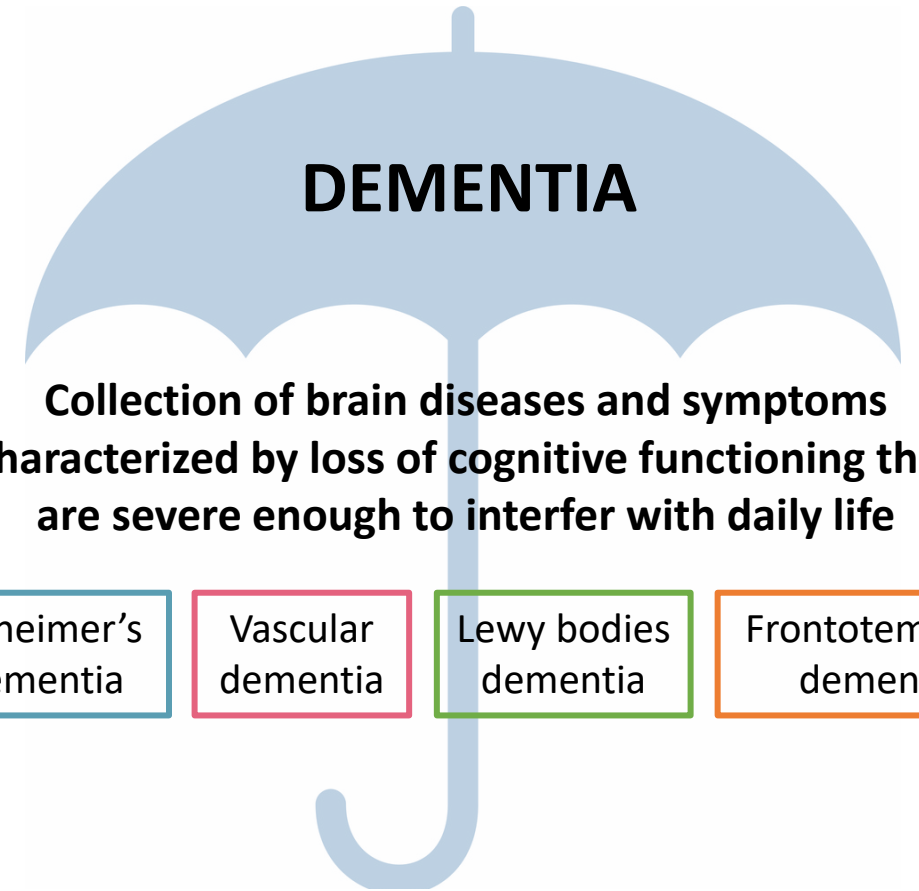 DEMENTIA
Collection of brain diseases and symptoms
haracterized by loss of cognitive functioning th
are severe enough to interfer with daily life
heimer’s
ementia
Vascular
dementia
Lewy bodies
dementia
Frontotem
demen